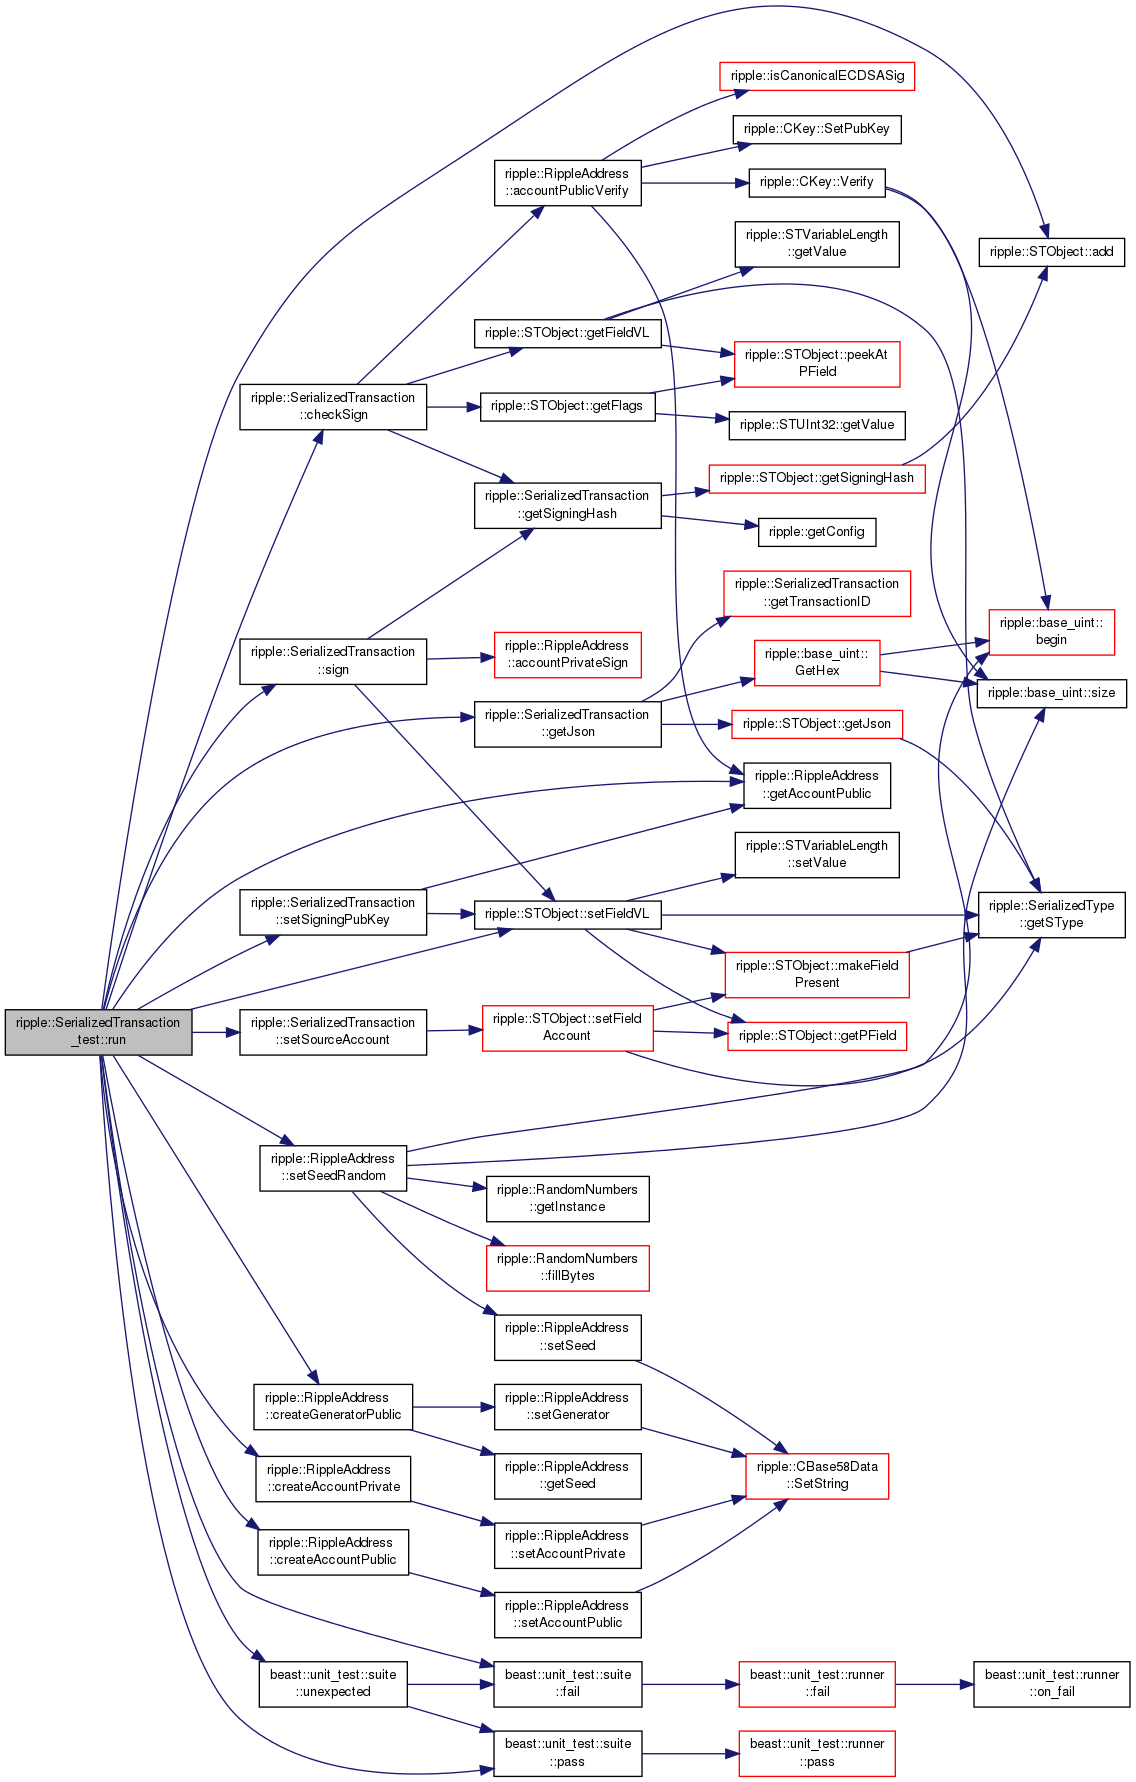 ripple::isCanonicalECDSASig
ripple::CKey::SetPubKey
ripple::RippleAddress
::accountPublicVerify
ripple::CKey::Verify
ripple::STVariableLength
::getValue
ripple::STObject::add
ripple::STObject::getFieldVL
ripple::STObject::peekAt
PField
ripple::SerializedTransaction
::checkSign
ripple::STObject::getFlags
ripple::STUInt32::getValue
ripple::STObject::getSigningHash
ripple::SerializedTransaction
::getSigningHash
ripple::getConfig
ripple::SerializedTransaction
::getTransactionID
ripple::base_uint::
begin
ripple::SerializedTransaction
::sign
ripple::RippleAddress
::accountPrivateSign
ripple::base_uint::
GetHex
ripple::base_uint::size
ripple::SerializedTransaction
::getJson
ripple::STObject::getJson
ripple::RippleAddress
::getAccountPublic
ripple::STVariableLength
::setValue
ripple::SerializedTransaction
::setSigningPubKey
ripple::STObject::setFieldVL
ripple::SerializedType
::getSType
ripple::STObject::makeField
Present
ripple::SerializedTransaction
_test::run
ripple::SerializedTransaction
::setSourceAccount
ripple::STObject::setField
Account
ripple::STObject::getPField
ripple::RippleAddress
::setSeedRandom
ripple::RandomNumbers
::getInstance
ripple::RandomNumbers
::fillBytes
ripple::RippleAddress
::setSeed
ripple::RippleAddress
::createGeneratorPublic
ripple::RippleAddress
::setGenerator
ripple::RippleAddress
::createAccountPrivate
ripple::RippleAddress
::getSeed
ripple::CBase58Data
::SetString
ripple::RippleAddress
::createAccountPublic
ripple::RippleAddress
::setAccountPrivate
ripple::RippleAddress
::setAccountPublic
beast::unit_test::suite
::unexpected
beast::unit_test::suite
::fail
beast::unit_test::runner
::fail
beast::unit_test::runner
::on_fail
beast::unit_test::suite
::pass
beast::unit_test::runner
::pass